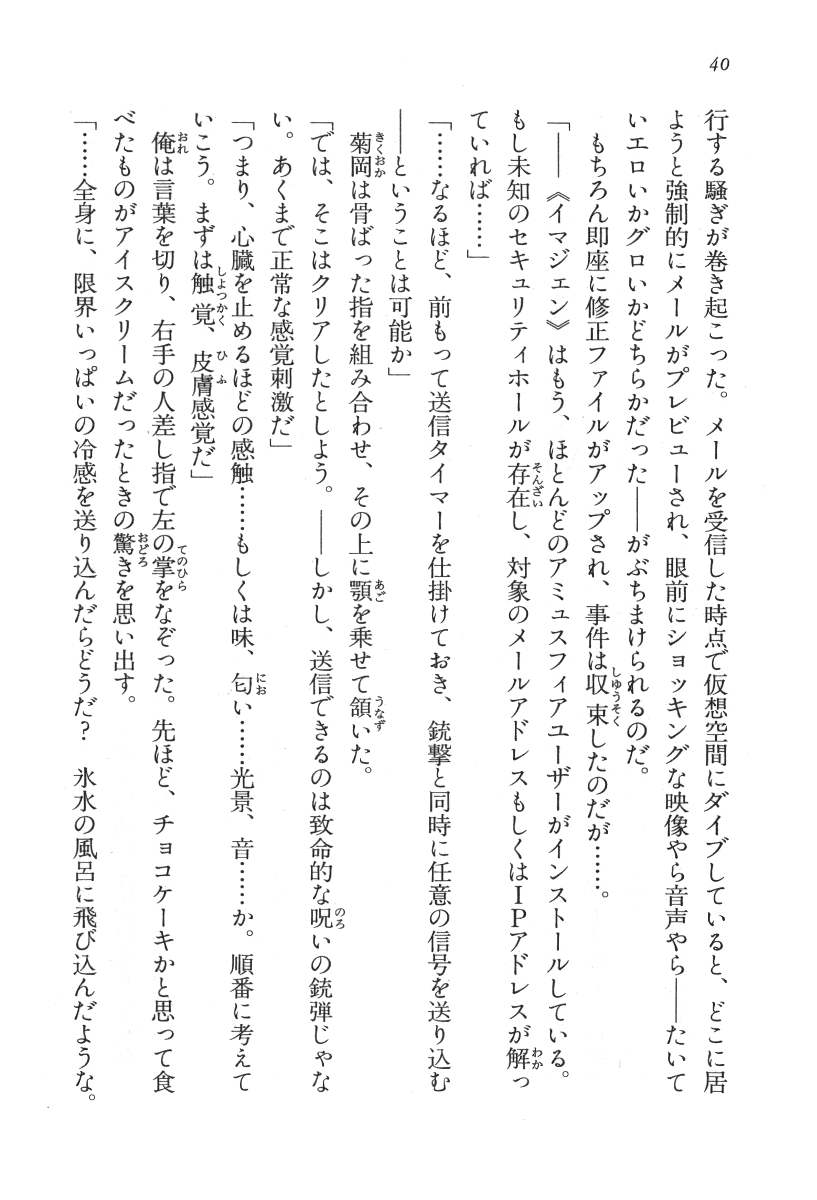 40
行する騒ぎが巻き起こった。メールを受信した時点で仮想空間にダイブしていると、どこに居
ようと強制的にメールがプレビューされ、眼前にショッキングな映像やら音声やら――たいて
いエロいかグロいかどちらかだった――がぶちまけられるのだ。
もちろん即座に修正ファイルがアップされ、事件は収束したのだが……。
「――《イマジェン》はもう、ほとんどのアミュスフィアユーザーがインストールしている。
もし未知のセキュリティホールが存在し、対象のメールアドレスもしくはＩＰアドレスが解っ
ていれば……」
「……なるほど、前もって送信タイマーを仕掛けておき、銃撃と同時に任意の信号を送り込む
――ということは可能か」
菊岡は骨ばった指を組み合わせ、その上に顎を乗せて頷いた。
「では、そこはクリアしたとしよう。――しかし、送信できるのは致命的な呪いの銃弾じゃな
い。あくまで正常な感覚刺激だ」
「つまり、心臓を止めるほどの感触……もしくは味、匂い……光景、音……か。順番に考えて
いこう。まずは触覚、皮膚感覚だ」
俺は言葉を切り、右手の人差し指で左の掌をなぞった。先ほど、チョコケーキかと思って食
べたものがアイスクリームだったときの驚きを思い出す。
「……全身に、限界いっぱいの冷感を送り込んだらどうだ？　氷水の風呂に飛び込んだような。